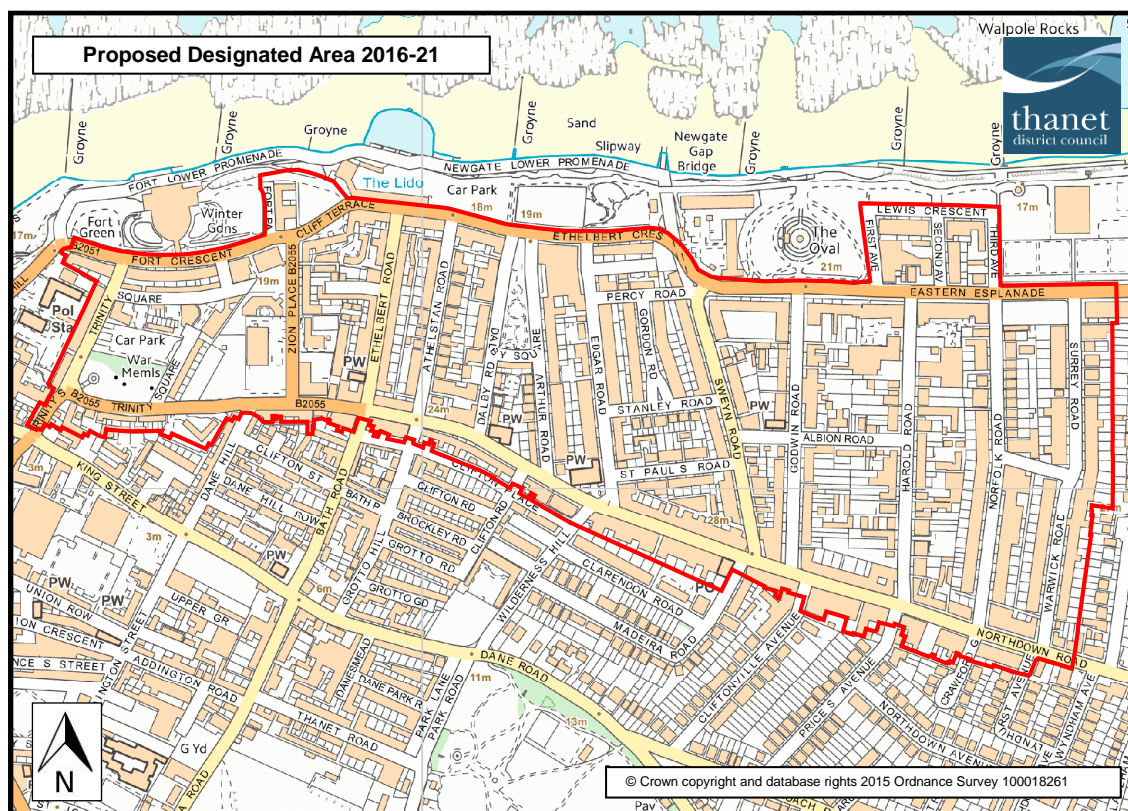 Proposed Designated Area 2016-21
Walpole Rocks
thanet
district council
Groyne
Groyne
Groyne
Sand
Slipway
Newgate
Gap
Bridge
Groyne
Groyne
FORT LOWER PROMENADE
NEWGATE LOWER PROMENADE
The Lido
Car Park
18m
19m
Fort
Green
Winter
Gdns
17m
B2051
FORT CRESCENT
CLIFF TERRACE
ETHELBERT CRES
The
Oval
21m
LEWIS CRESCENT
FIRST AVE
SECOND AV
THIRD AVE
17m
EASTERN ESPLANADE
HILL
Pol
Sta
TRINITY
SQUARE
19m
Car Park
War
Memls
SQUARE
ZION PLACE B2055
ETHELBERT ROAD
ATHELSTAN ROAD
DALBY RD
DALBY SQUARE
ARTHUR ROAD
EDGAR ROAD
PERCY ROAD
GORDON RD
STANLEY ROAD
ST PAUL S ROAD
SWEYN ROAD
GODWIN ROAD
ALBION ROAD
HAROLD ROAD
NORFOLK ROAD
WARWICK ROAD
SURREY ROAD
PW
PW
PW
PW
B2055
TRINITY
B2055
24m
28m
3m
KING STREET
DANE HILL
CLIFTON ST
DANE HILL ROW
BATH P
BATH ROAD
CLIFTON RD
BROCKLEY RD
GROTTO RD
GROTTO HILL
GROTTO GD
CLIFTON RD
WILDERNESS HILL
CLARENDON ROAD
MADEIRA ROAD
PO
CLIFTONVILLE AVENUE
PRICE S AVENUE
NORTHDOWN ROAD
NORTHDOWN AVENUE
WYNDHAM AVE
3m
6m
PW
PW
PW
UNION ROW
UPPER GR
ADDINGTON ROAD
THANET ROAD
DANESMEAD
DANE PARK R
PARK LANE
PARK ROAD
DANE ROAD
11m
13m
G Yd
Pav
N
© Crown copyright and database rights 2015 Ordnance Survey 100018261